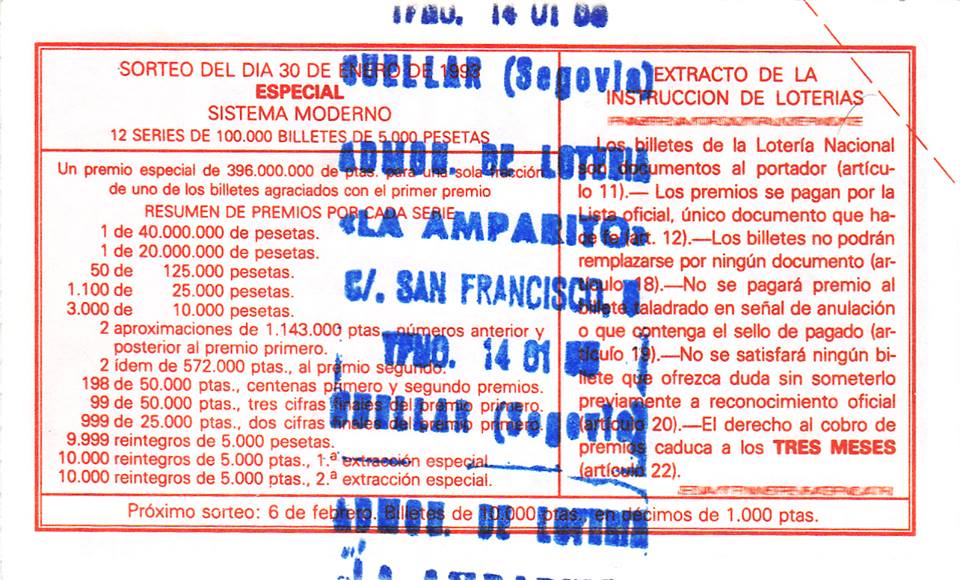 TFNO. 14 01
CUELLAR (Segovia)
ADMON. DE LOTERIA
«LA AMPARITO»
C/. SAN FRANCISCO,
TFNO. 14 01
CUELLAR (Segovia)
ADMON. DE LOTERIA
"LA AMPARITO
SORTEO DEL DIA 30 DE ENERO DE 1993
ESPECIAL
SISTEMA MODERNO
12 SERIES DE 100.000 BILLETES DE 5.000 PESETAS
Un premio especial de 396.000.000 de ptas. para una sola fracción
de uno de los billetes agraciados con el primer premio
RESUMEN DE PREMIOS POR CADA SERIE
1 de 40.000.000 de pesetas.
1 de 20.000.000 de pesetas.
50 de 125.000 pesetas.
1.100 de 25.000 pesetas.
3.000 de 10.000 pesetas.
2 aproximaciones de 1.143.000 ptas., números anterior y
posterior al premio primero.
2 ídem de 572.000 ptas., al premio segundo.
198 de 50.000 ptas., centenas primero y segundo premios.
99 de 50.000 ptas., tres cifras finales del premio primero.
999 de 25.000 ptas., dos cifras finales del premio primero.
9.999 reintegros de 5.000 pesetas.
10.000 reintegros de 5.000 ptas., 1.ª extracción especial.
10.000 reintegros de 5.000 ptas., 2.ª extracción especial.
EXTRACTO DE LA
INSTRUCCION DE LOTERIAS
Los billetes de la Lotería Nacional
son documentos al portador (artícu-
lo 11).— Los premios se pagan por la
Lista oficial, único documento que ha-
ce fe (art. 12).—Los billetes no podrán
remplazarse por ningún documento (ar-
tículo 18).—No se pagará premio al
billete taladrado en señal de anulación
o que contenga el sello de pagado (ar-
tículo 19).—No se satisfará ningún bi-
llete que ofrezca duda sin someterlo
previamente a reconocimiento oficial
(artículo 20).—El derecho al cobro de
premios caduca a los TRES MESES
(artículo 22).
Próximo sorteo: 6 de febrero. Billetes de 10.000 ptas., en décimos de 1.000 ptas.